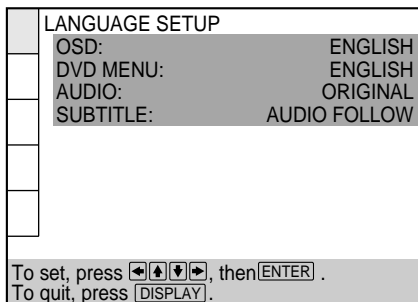 LANGUAGE SETUP
OSD: ENGLISH
DVD MENU: ENGLISH
AUDIO: ORIGINAL
SUBTITLE: AUDIO FOLLOW
To set, press ←↑↓→, then ENTER .
To quit, press DISPLAY.